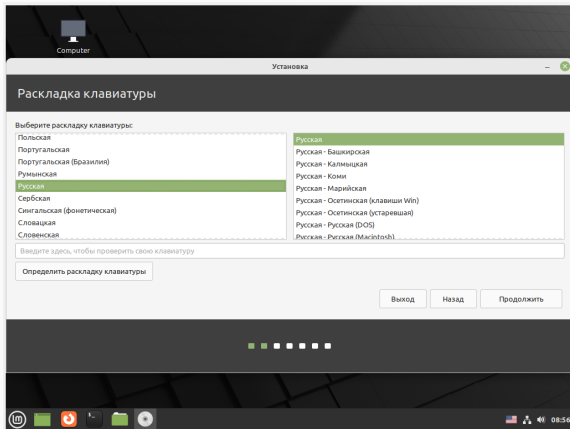 Computer
Установка
Раскладка клавиатуры
Выберите раскладку клавиатуры:
Польская
Португальская
Португальская (Бразилия)
Румынская
Русская
Сербская
Сингальская (фонетическая)
Словацкая
Словенская
Русская
Русская - Башкирская
Русская - Калмыцкая
Русская - Коми
Русская - Марийская
Русская - Осетинская (клавиши Win)
Русская - Осетинская (устаревшая)
Русская - Русская (DOS)
Русская - Русская (Macintosh)
Введите здесь, чтобы проверить свою клавиатуру
Определить раскладку клавиатуры
Выход
Назад
Продолжить
08:56